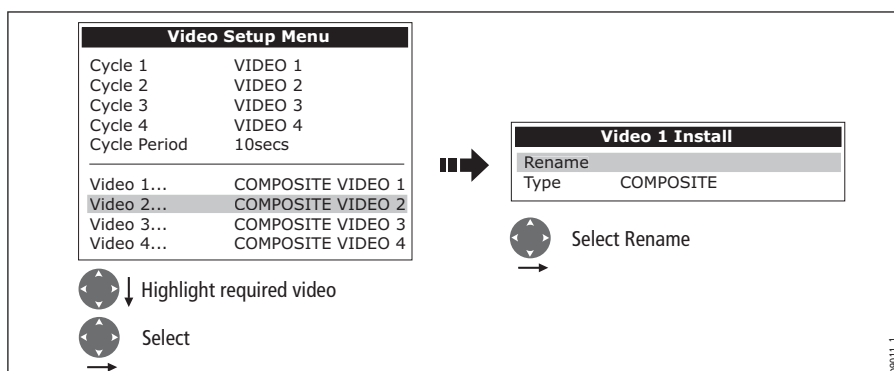 Video Setup Menu
Cycle 1 VIDEO 1
Cycle 2 VIDEO 2
Cycle 3 VIDEO 3
Cycle 4 VIDEO 4
Cycle Period 10secs
Video 1... COMPOSITE VIDEO 1
Video 2... COMPOSITE VIDEO 2
Video 3... COMPOSITE VIDEO 3
Video 4... COMPOSITE VIDEO 4
Highlight required video
Select
Video 1 Install
Rename
Type COMPOSITE
Select Rename